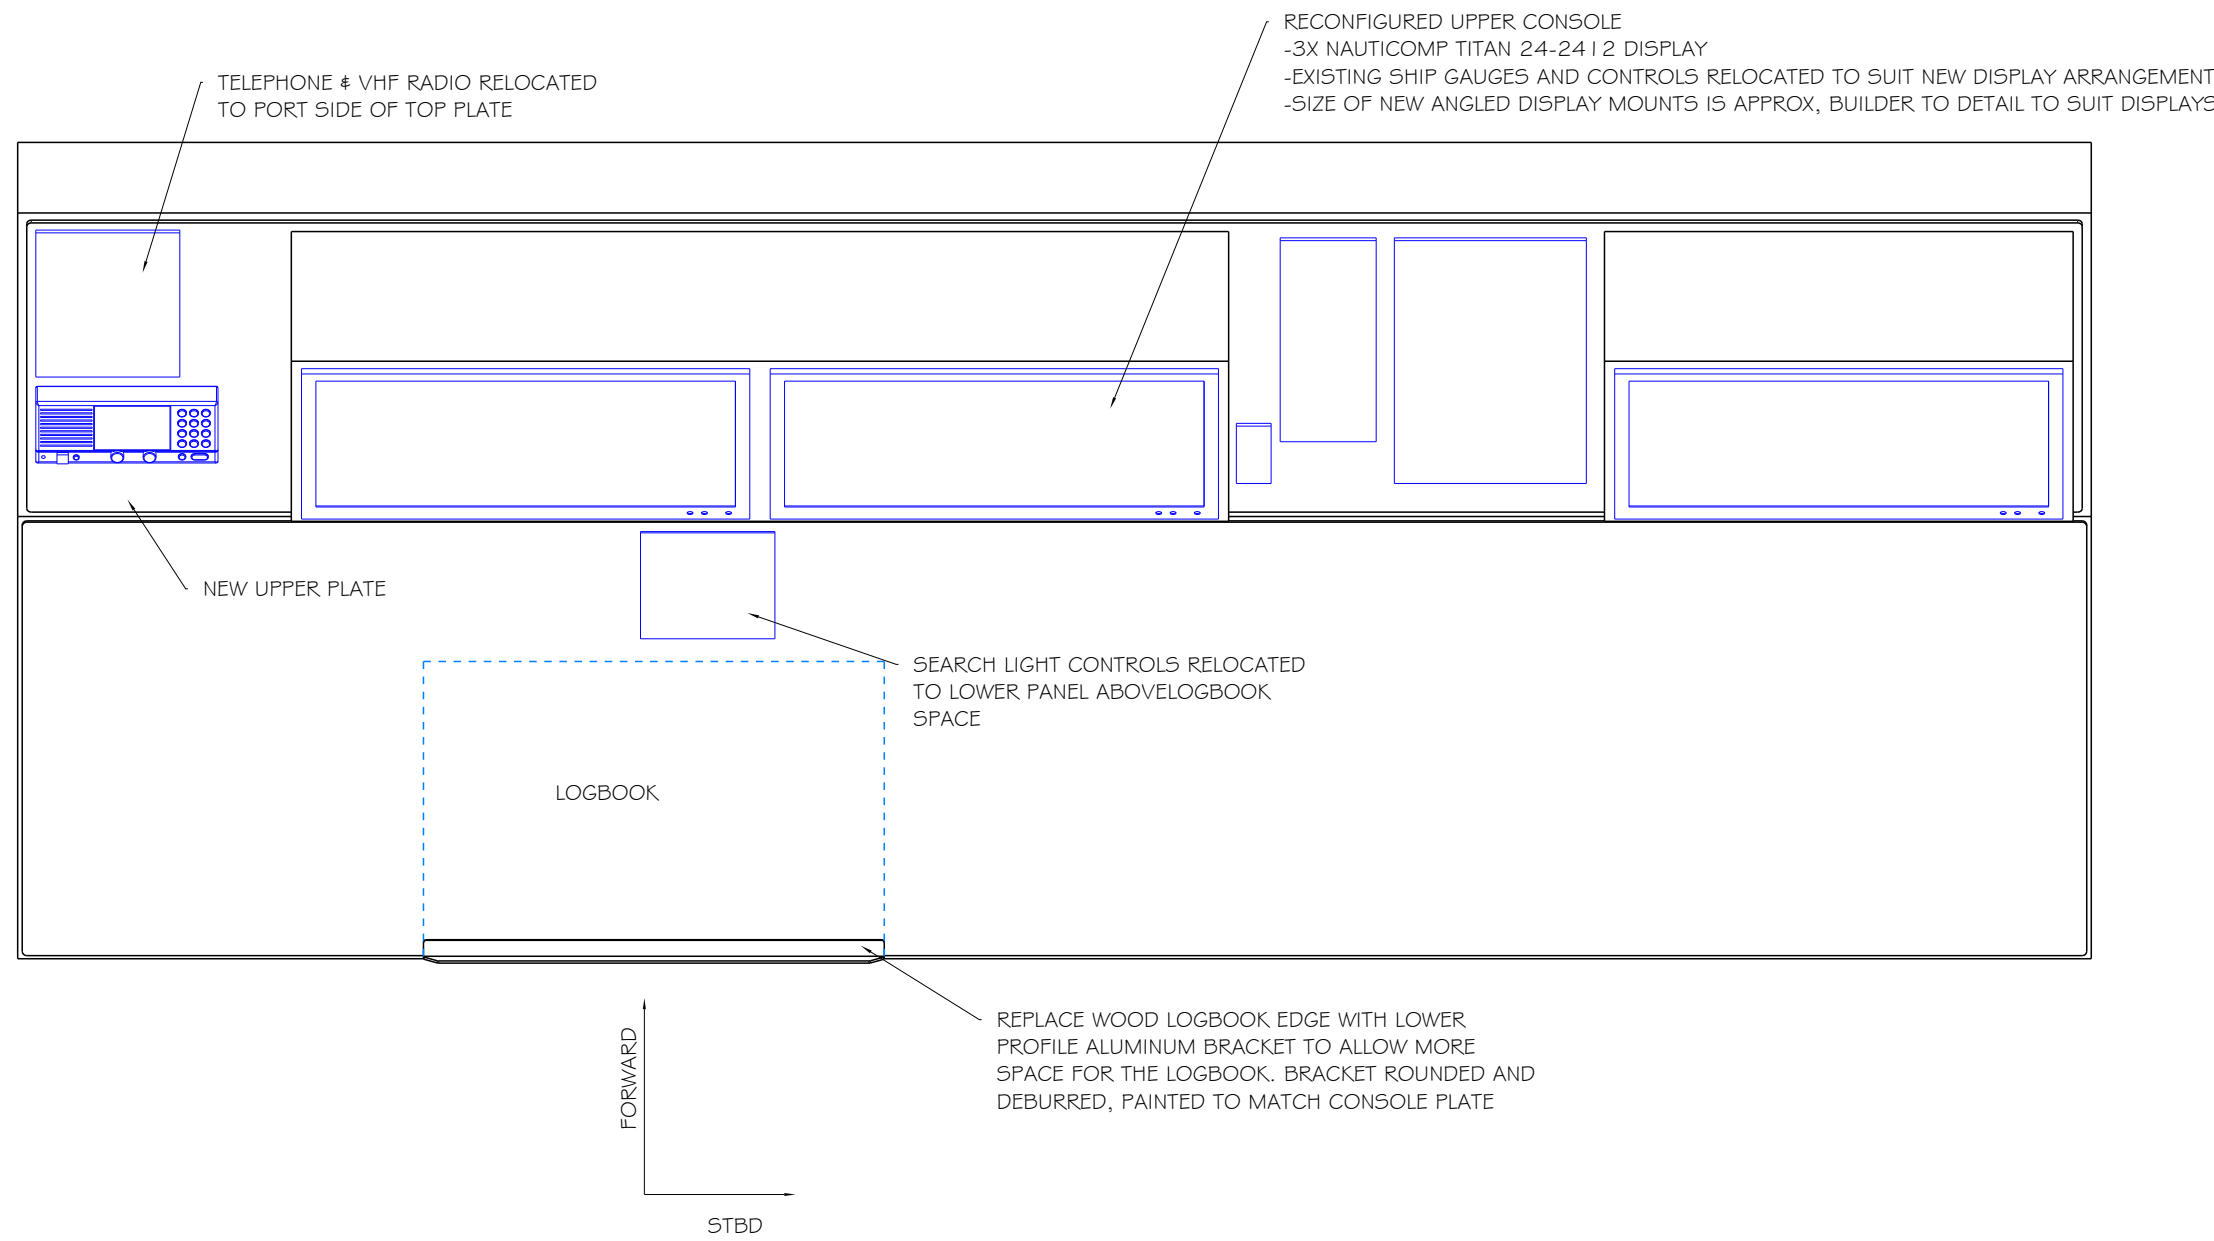 RECONFIGURED UPPER CONSOLE
-3X NAUTICOMP TITAN 24-2412 DISPLAY
-EXISTING SHIP GAUGES AND CONTROLS RELOCATED TO SUIT NEW DISPLAY ARRANGEMENT
-SIZE OF NEW ANGLED DISPLAY MOUNTS IS APPROX, BUILDER TO DETAIL TO SUIT DISPLAYS
TELEPHONE & VHF RADIO RELOCATED
TO PORT SIDE OF TOP PLATE
NEW UPPER PLATE
SEARCH LIGHT CONTROLS RELOCATED
TO LOWER PANEL ABOVELOGBOOK
SPACE
LOGBOOK
REPLACE WOOD LOGBOOK EDGE WITH LOWER
PROFILE ALUMINUM BRACKET TO ALLOW MORE
SPACE FOR THE LOGBOOK. BRACKET ROUNDED AND
DEBURRED, PAINTED TO MATCH CONSOLE PLATE
FORWARD
STBD